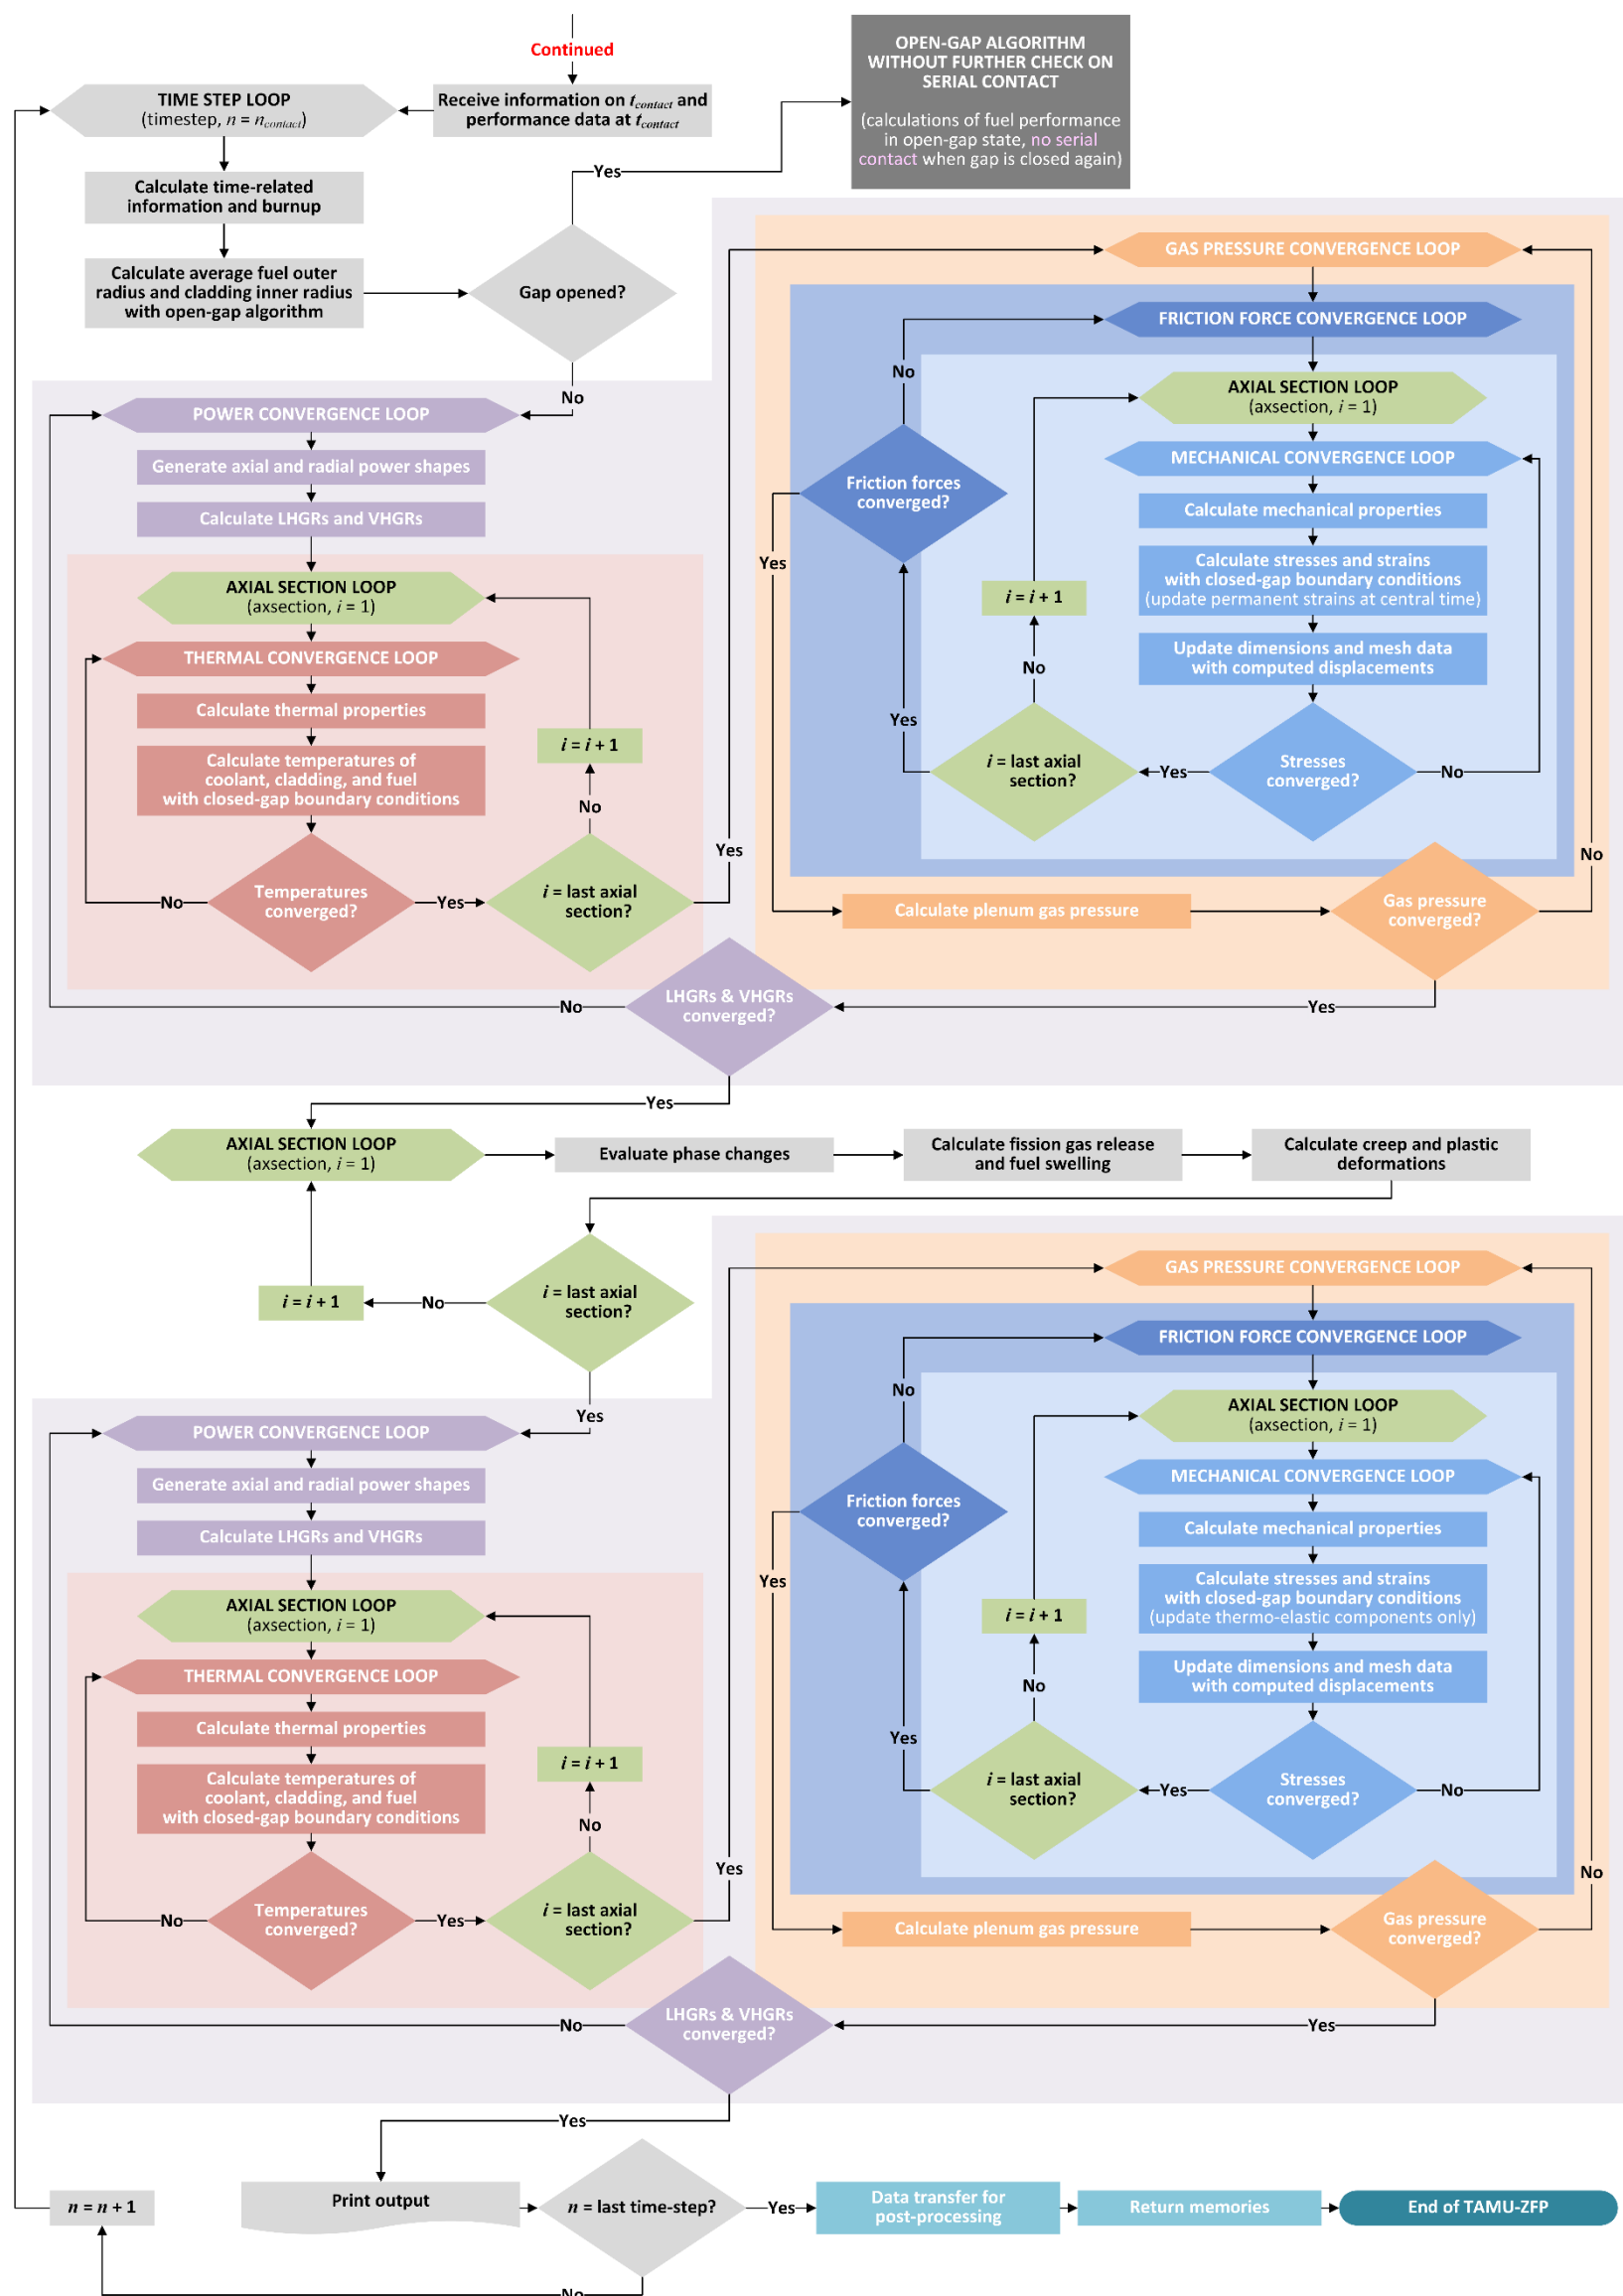 Continued
Receive information on tcontact and
performance data at tcontact
TIME STEP LOOP
(timestep, n = ncontact)
Calculate time-related
information and burnup
Calculate average fuel outer
radius and cladding inner radius
with open-gap algorithm
Gap opened?
Yes
OPEN-GAP ALGORITHM
WITHOUT FURTHER CHECK ON
SERIAL CONTACT
(calculations of fuel performance
in open-gap state, no serial
contact when gap is closed again)
No
POWER CONVERGENCE LOOP
Generate axial and radial power shapes
Calculate LHGRs and VHGRs
AXIAL SECTION LOOP
(axsection, i = 1)
THERMAL CONVERGENCE LOOP
Calculate thermal properties
Calculate temperatures of
coolant, cladding, and fuel
with closed-gap boundary conditions
Temperatures
converged?
No
Yes
i = last axial
section?
No
i = i + 1
Yes
GAS PRESSURE CONVERGENCE LOOP
FRICTION FORCE CONVERGENCE LOOP
AXIAL SECTION LOOP
(axsection, i = 1)
MECHANICAL CONVERGENCE LOOP
Calculate mechanical properties
Calculate stresses and strains
with closed-gap boundary conditions
(update permanent strains at central time)
Update dimensions and mesh data
with computed displacements
Stresses
converged?
No
Yes
i = last axial
section?
No
i = i + 1
Yes
Friction forces
converged?
No
Yes
Calculate plenum gas pressure
Gas pressure
converged?
No
Yes
LHGRs & VHGRs
converged?
No
Yes
AXIAL SECTION LOOP
(axsection, i = 1)
Evaluate phase changes
Calculate fission gas release
and fuel swelling
Calculate creep and plastic
deformations
i = last axial
section?
No
i = i + 1
Yes
POWER CONVERGENCE LOOP
Generate axial and radial power shapes
Calculate LHGRs and VHGRs
AXIAL SECTION LOOP
(axsection, i = 1)
THERMAL CONVERGENCE LOOP
Calculate thermal properties
Calculate temperatures of
coolant, cladding, and fuel
with closed-gap boundary conditions
Temperatures
converged?
No
Yes
i = last axial
section?
No
i = i + 1
Yes
GAS PRESSURE CONVERGENCE LOOP
FRICTION FORCE CONVERGENCE LOOP
AXIAL SECTION LOOP
(axsection, i = 1)
MECHANICAL CONVERGENCE LOOP
Calculate mechanical properties
Calculate stresses and strains
with closed-gap boundary conditions
(update thermo-elastic components only)
Update dimensions and mesh data
with computed displacements
Stresses
converged?
No
Yes
i = last axial
section?
No
i = i + 1
Yes
Friction forces
converged?
No
Yes
Calculate plenum gas pressure
Gas pressure
converged?
No
Yes
LHGRs & VHGRs
converged?
No
Yes
Print output
n = last time-step?
No
n = n + 1
Yes
Data transfer for
post-processing
Return memories
End of TAMU-ZFP